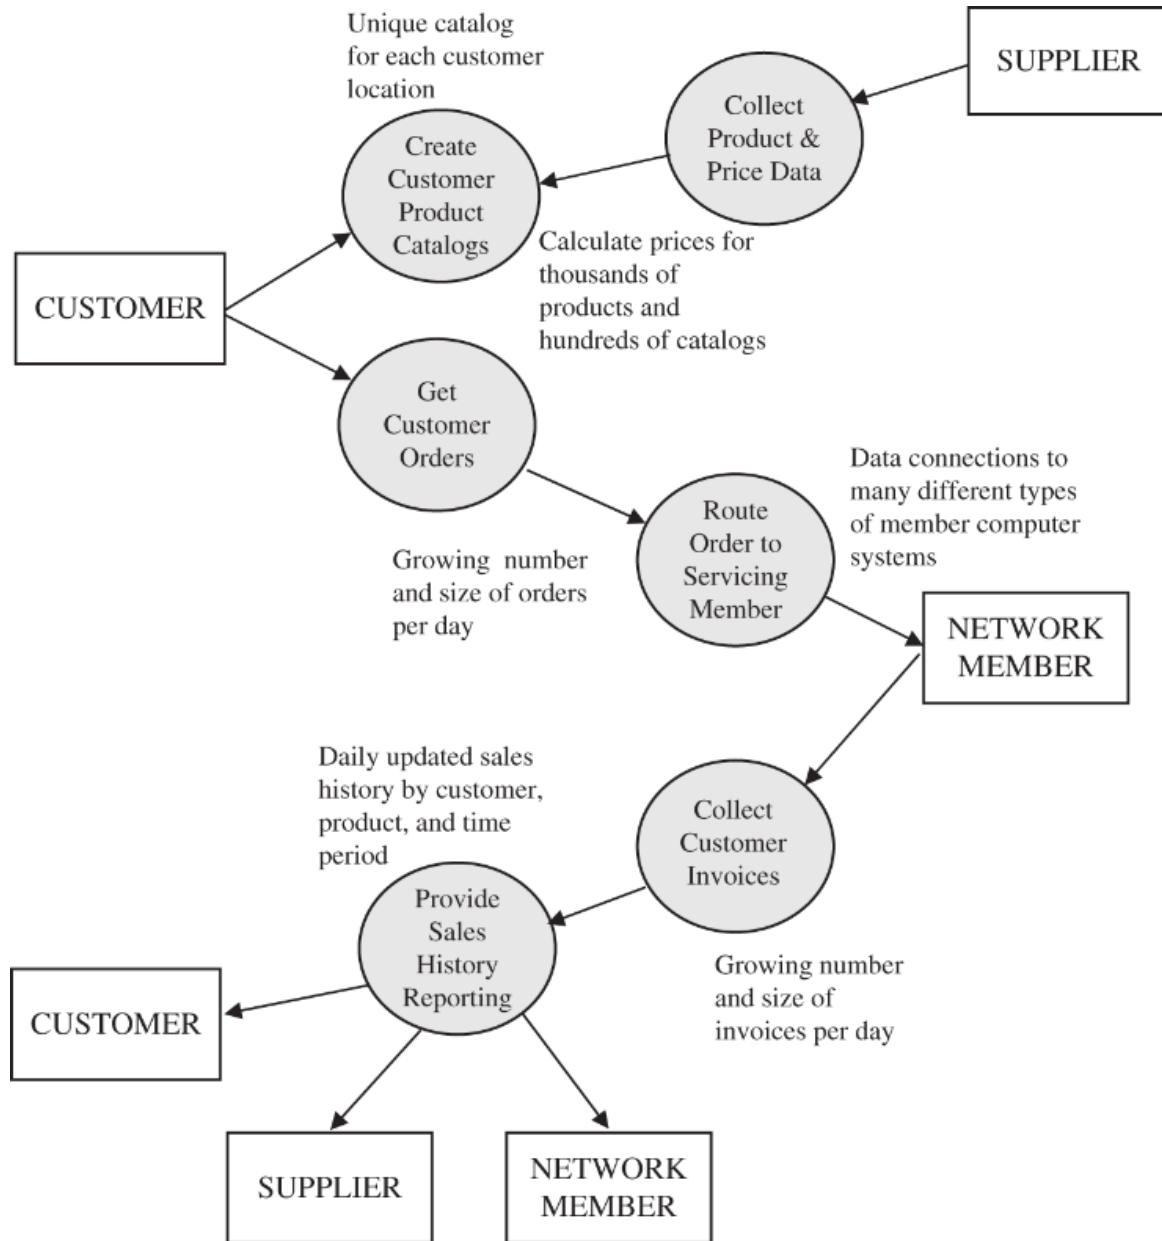 Unique catalog
for each customer
location
SUPPLIER
Collect
Product &
Price Data
Create
Customer
Product
Catalogs
Calculate prices for
thousands of
products and
hundreds of catalogs
CUSTOMER
Get
Customer
Orders
Growing number
and size of orders
per day
Route
Order to
Servicing
Member
Data connections to
many different types
of member computer
systems
NETWORK
MEMBER
Daily updated sales
history by customer,
product, and time
period
Collect
Customer
Invoices
Provide
Sales
History
Reporting
Growing number
and size of
invoices per day
CUSTOMER
SUPPLIER
NETWORK
MEMBER